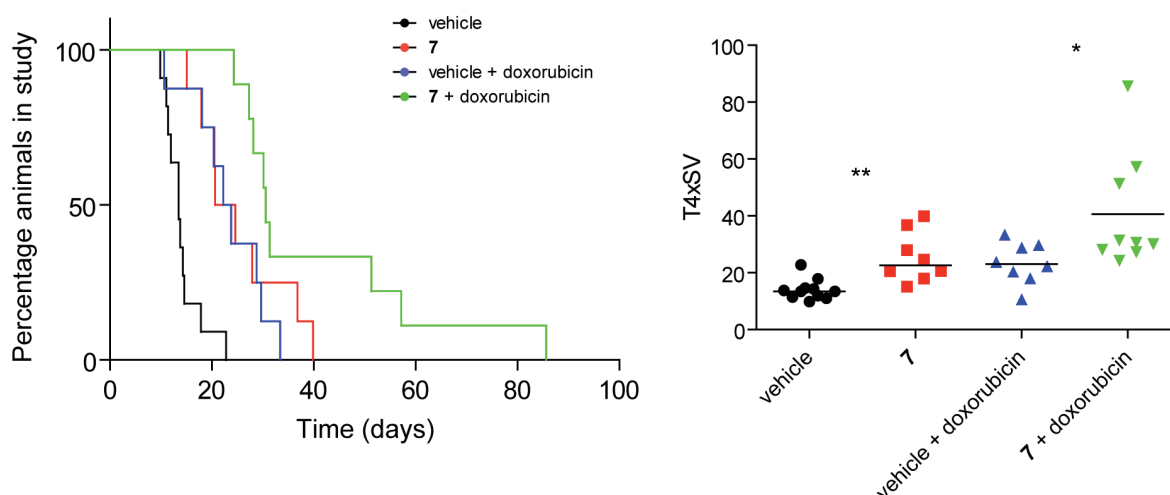 Percentage animals in study
100
50
0
0
20
40
60
80
100
Time (days)
vehicle
7
vehicle + doxorubicin
7 + doxorubicin
T4xSV
100
80
60
40
20
0
**
*
vehicle
7
vehicle + doxorubicin
7 + doxorubicin